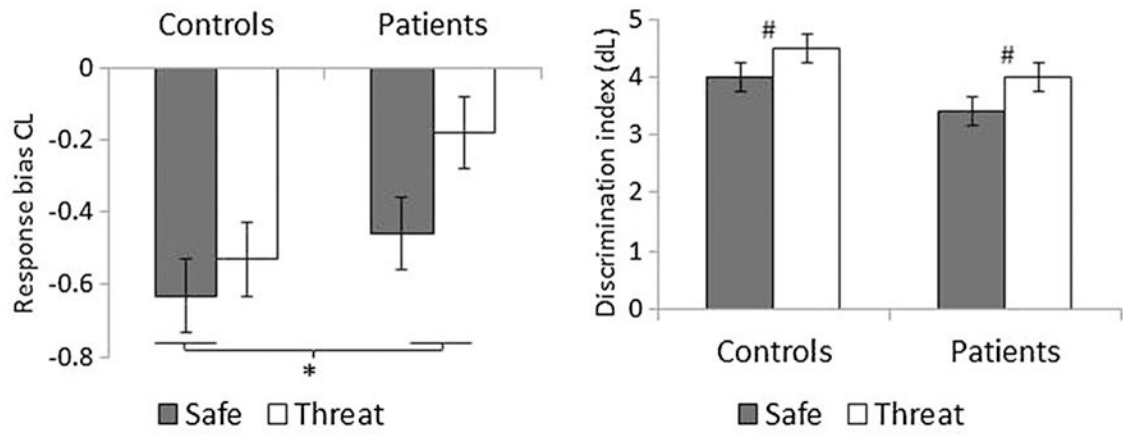 Controls Patients
Response bias CL
0
-0.2
-0.4
-0.6
-0.8
*
Safe Threat
Discrimination index (dL)
5
4
3
2
1
0
#
#
Controls Patients
Safe Threat